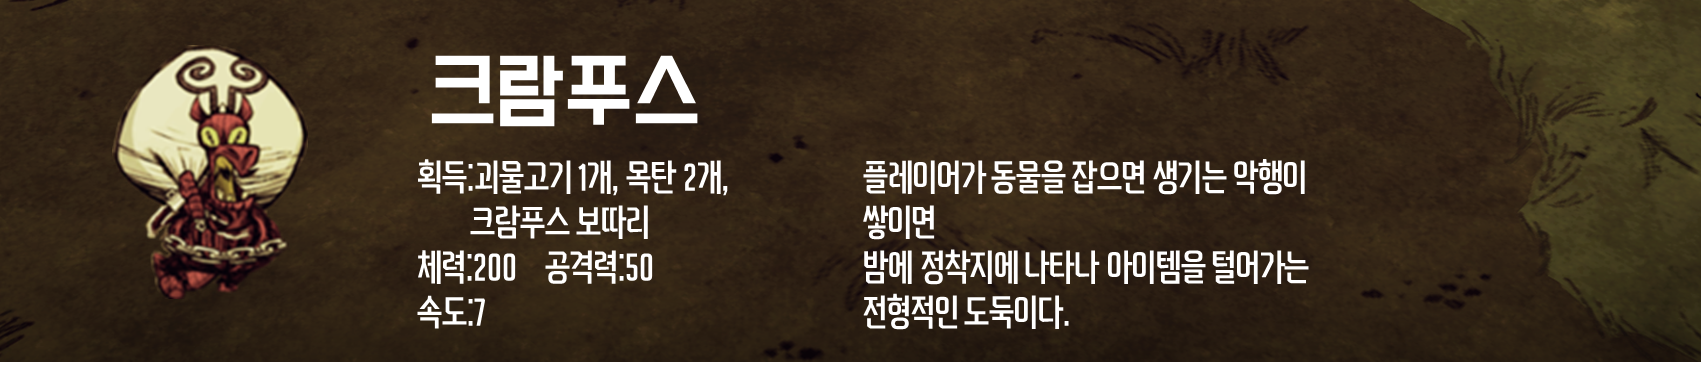 크람푸스
획득:괴물고기 1개, 목탄 2개,
크람푸스 보따리
체력:200 공격력:50
속도:7
플레이어가 동물을 잡으면 생기는 악행이
쌓이면
밤에 정착지에 나타나 아이템을 털어가는
전형적인 도둑이다.